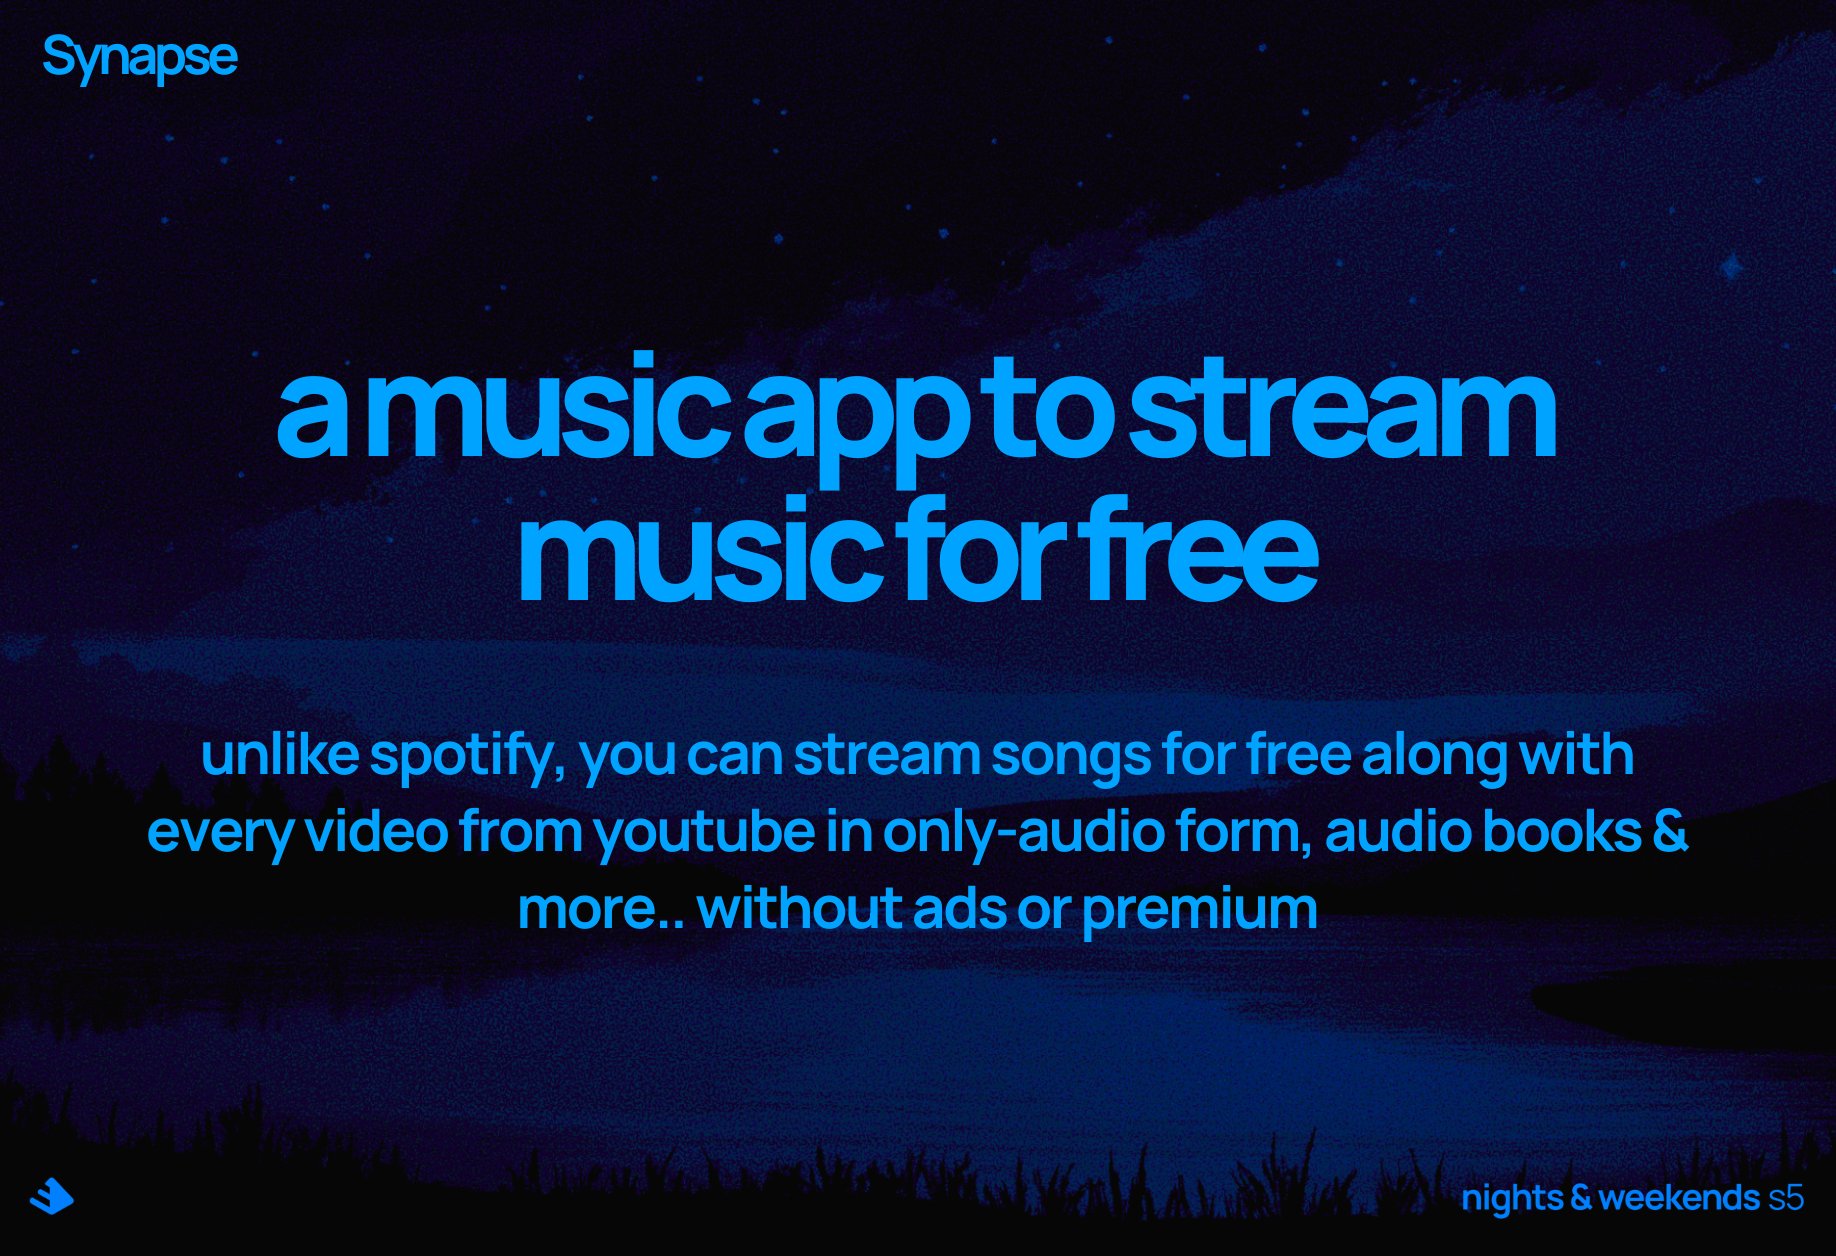 Synapse
a music app to stream
music for free
unlike spotify, you can stream songs for free along with
every video from youtube in only-audio form, audio books &
more.. without ads or premium
nights & weekends s5